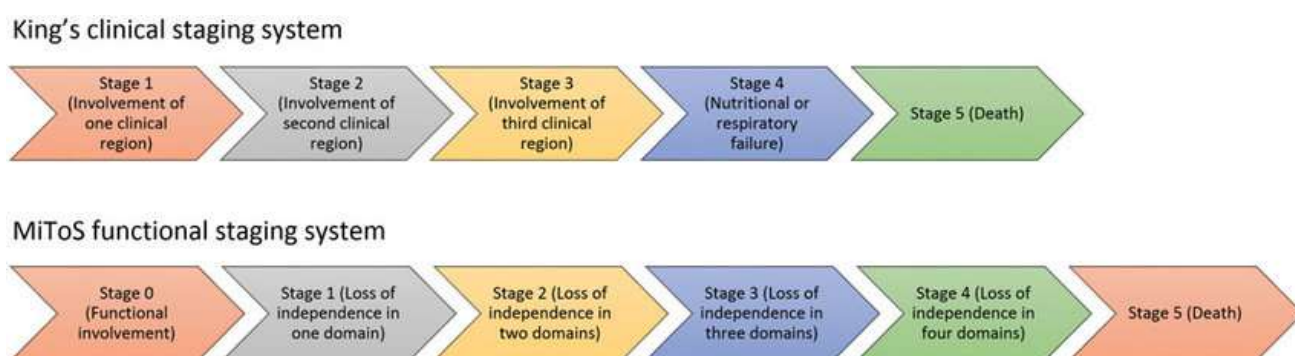 King's clinical staging system
Stage 1
(Involvement of
one clinical
region)
Stage 2
(Involvement of
second clinical
region)
Stage 3
(Involvement of
third clinical
region)
Stage 4
(Nutritional or
respiratory
failure)
Stage 5 (Death)
MiToS functional staging system
Stage 0
(Functional
involvement)
Stage 1 (Loss of
independence in
one domain)
Stage 2 (Loss of
independence in
two domains)
Stage 3 (Loss of
independence in
three domains)
Stage 4 (Loss of
independence in
four domains)
Stage 5 (Death)